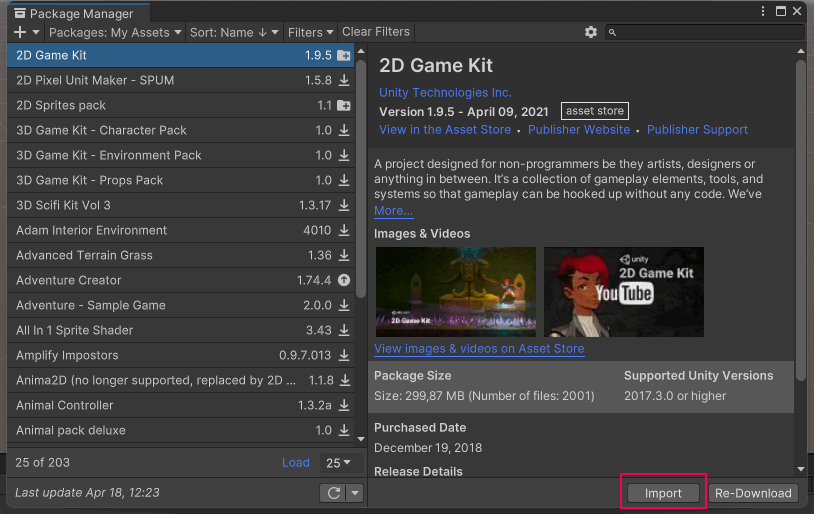 Package Manager
Packages: My Assets
Sort: Name ↓
Filters
Clear Filters
2D Game Kit 1.9.5
2D Pixel Unit Maker - SPUM 1.5.8
2D Sprites pack 1.1
3D Game Kit - Character Pack 1.0
3D Game Kit - Environment Pack 1.0
3D Game Kit - Props Pack 1.0
3D Scifi Kit Vol 3 1.3.17
Adam Interior Environment 4010
Advanced Terrain Grass 1.36
Adventure Creator 1.74.4
Adventure - Sample Game 2.0.0
All In 1 Sprite Shader 3.43
Amplify Impostors 0.9.7.013
Anima2D (no longer supported, replaced by 2D ... 1.1.8
Animal Controller 1.3.2a
Animal pack deluxe 1.0
25 of 203 Load 25
Last update Apr 18, 12:23
2D Game Kit
Unity Technologies Inc.
Version 1.9.5 - April 09, 2021 asset store
View in the Asset Store • Publisher Website • Publisher Support
A project designed for non-programmers be they artists, designers or
anything in between. It's a collection of gameplay elements, tools, and
systems so that gameplay can be hooked up without any code. We've
More...
Images & Videos
2D Game Kit
unity
2D Game Kit
YouTube
View images & videos on Asset Store
Package Size
Size: 299,87 MB (Number of files: 2001)
Supported Unity Versions
2017.3.0 or higher
Purchased Date
December 19, 2018
Release Details
Import
Re-Download